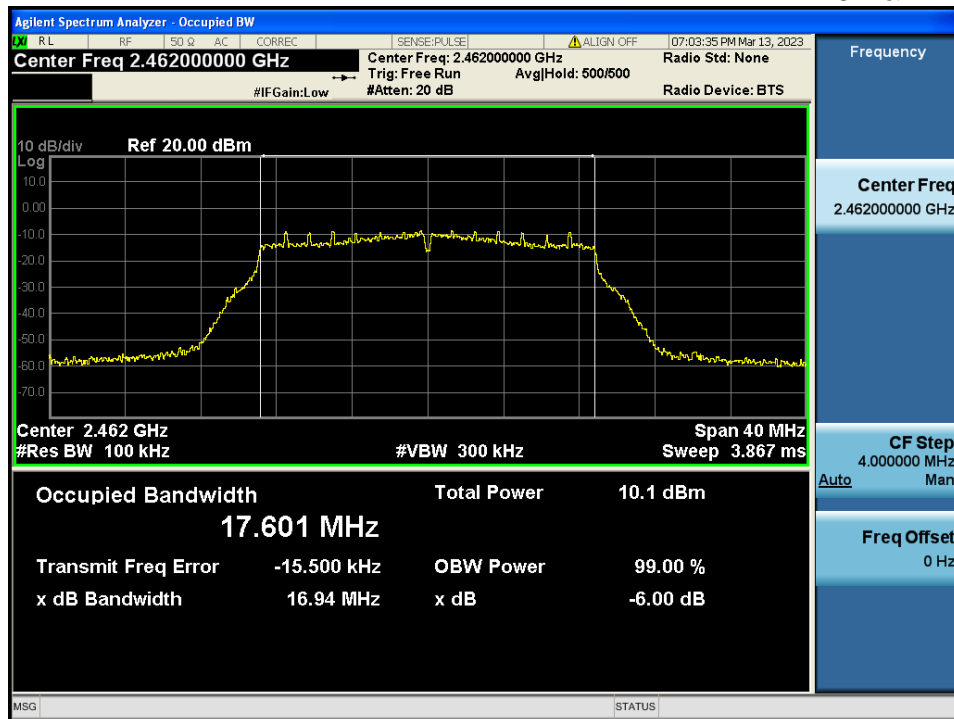 Agilent Spectrum Analyzer - Occupied BW
LXI RL RF 50 Ω AC CORREC SENSE:PULSE ALIGN OFF 07:03:35 PM Mar 13, 2023
Center Freq 2.462000000 GHz Center Freq: 2.462000000 GHz Radio Std: None
Trig: Free Run Avg|Hold: 500/500
#IFGain:Low #Atten: 20 dB Radio Device: BTS
10 dB/div Ref 20.00 dBm
Log
10.0
0.00
-10.0
-20.0
-30.0
-40.0
-50.0
-60.0
-70.0
Center 2.462 GHz Span 40 MHz
#Res BW 100 kHz #VBW 300 kHz Sweep 3.867 ms
Occupied Bandwidth Total Power 10.1 dBm
17.601 MHz
Transmit Freq Error -15.500 kHz OBW Power 99.00 %
x dB Bandwidth 16.94 MHz x dB -6.00 dB
MSG STATUS
Frequency
Center Freq
2.462000000 GHz
CF Step
4.000000 MHz
Auto Man
Freq Offset
0 Hz